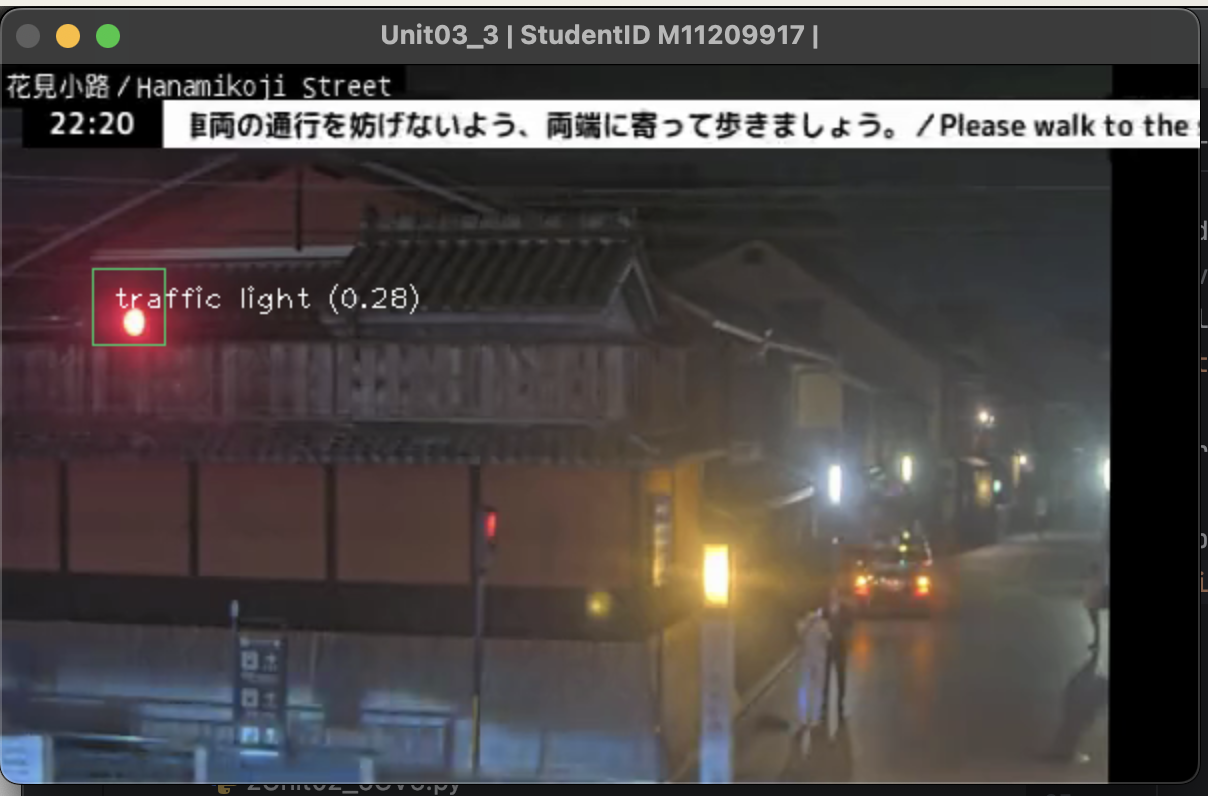 Unit03_3 | StudentID M11209917 |
花見小路/Hanamikoji Street
22:20
車両の通行を妨げないよう、両端に寄って歩きましょう。/Please walk to the
traffic light (0.28)